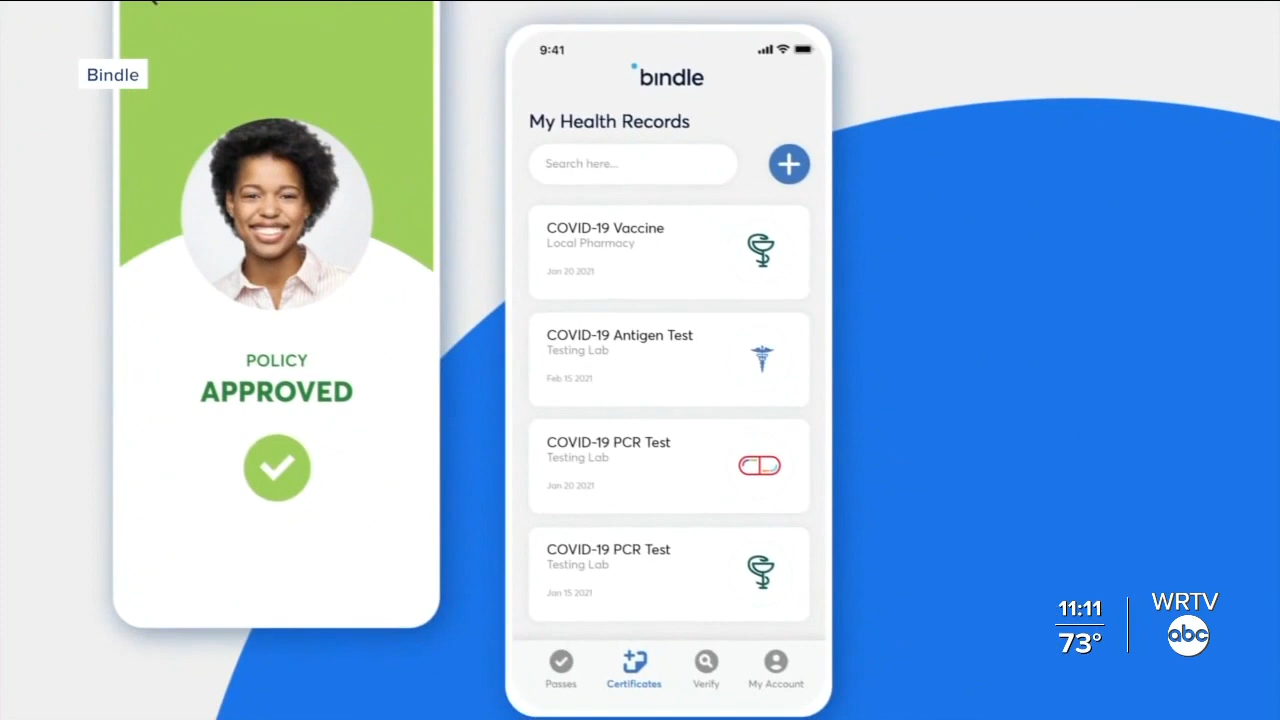 Bindle
POLICY
APPROVED
9:41
bindle
My Health Records
Search here...
COVID-19 Vaccine
Local Pharmacy
Jan 20 2021
COVID-19 Antigen Test
Testing Lab
Feb 15 2021
COVID-19 PCR Test
Testing Lab
Jan 20 2021
COVID-19 PCR Test
Testing Lab
Jan 15 2021
Passes
Certificates
Verify
My Account
11:11
73°
WRTV
abc